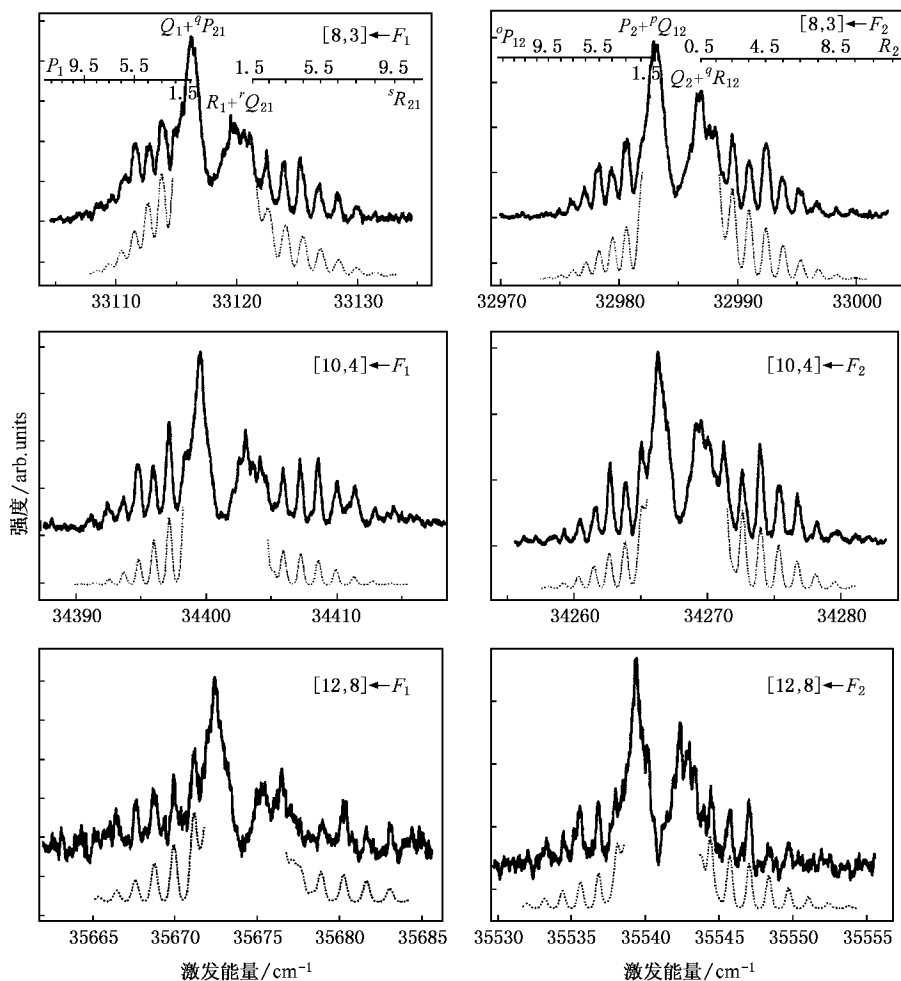 Q₁+ᵠP₂₁
[8,3]←F₁
P₁ 9.5 5.5 1.5 1.5 5.5 9.5
R₁+ʳQ₂₁ ˢR₂₁
33110 33120 33130
P₂+ᵖQ₁₂
[8,3]←F₂
ᵒP₁₂ 9.5 5.5 1.5 0.5 4.5 8.5 R₂
Q₂+ᵠR₁₂
32970 32980 32990 33000
[10,4]←F₁
34390 34400 34410
[10,4]←F₂
34260 34270 34280
强度/arb.units
[12,8]←F₁
35665 35670 35675 35680 35685
激发能量/cm⁻¹
[12,8]←F₂
35530 35535 35540 35545 35550 35555
激发能量/cm⁻¹